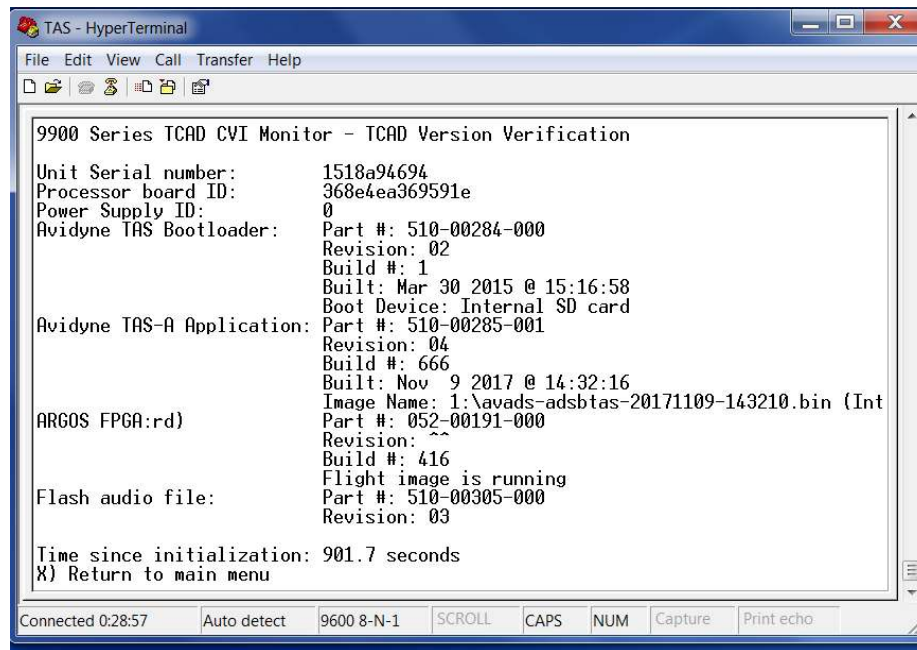 TAS - HyperTerminal
File Edit View Call Transfer Help
9900 Series TCAD CVI Monitor - TCAD Version Verification
Unit Serial number: 1518a94694
Processor board ID: 368e4ea369591e
Power Supply ID: 0
Avidyne TAS Bootloader: Part #: 510-00284-000
Revision: 02
Build #: 1
Built: Mar 30 2015 @ 15:16:58
Boot Device: Internal SD card
Avidyne TAS-A Application: Part #: 510-00285-001
Revision: 04
Build #: 666
Built: Nov  9 2017 @ 14:32:16
Image Name: 1:\avads-adsbtas-20171109-143210.bin (Int
ARGOS FPGA:rd) Part #: 052-00191-000
Revision: ^^
Build #: 416
Flight image is running
Flash audio file: Part #: 510-00305-000
Revision: 03
Time since initialization: 901.7 seconds
X) Return to main menu
Connected 0:28:57 Auto detect 9600 8-N-1 SCROLL CAPS NUM Capture Print echo